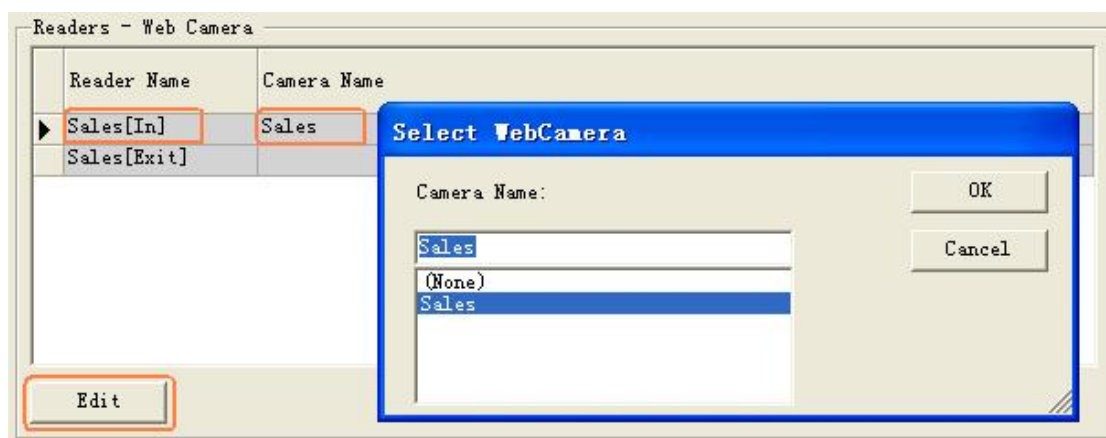 Readers - Web Camera
Reader Name Camera Name
Sales[In] Sales
Sales[Exit]
Select WebCamera
Camera Name:
OK
Sales
Cancel
(None)
Sales
Edit